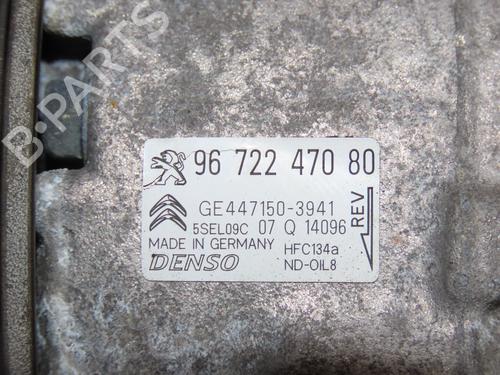 B-PARTS
96 722 470 80
GE447150-3941
5SEL09C 07 Q 14096
MADE IN GERMANY HFC134a
DENSO ND-OIL8
REV